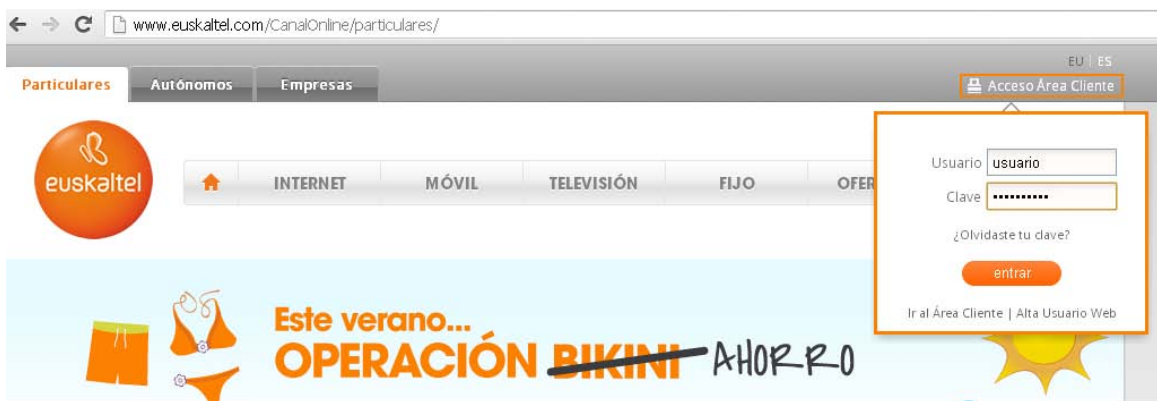 www.euskaltel.com/CanalOnline/particulares/
EU | ES
Particulares Autónomos Empresas Acceso Área Cliente
euskaltel
INTERNET MÓVIL TELEVISIÓN FIJO OFER
Usuario usuario
Clave ••••••••••
¿Olvidaste tu clave?
entrar
Ir al Área Cliente | Alta Usuario Web
Este verano...
OPERACIÓN BIKINI AHORRO